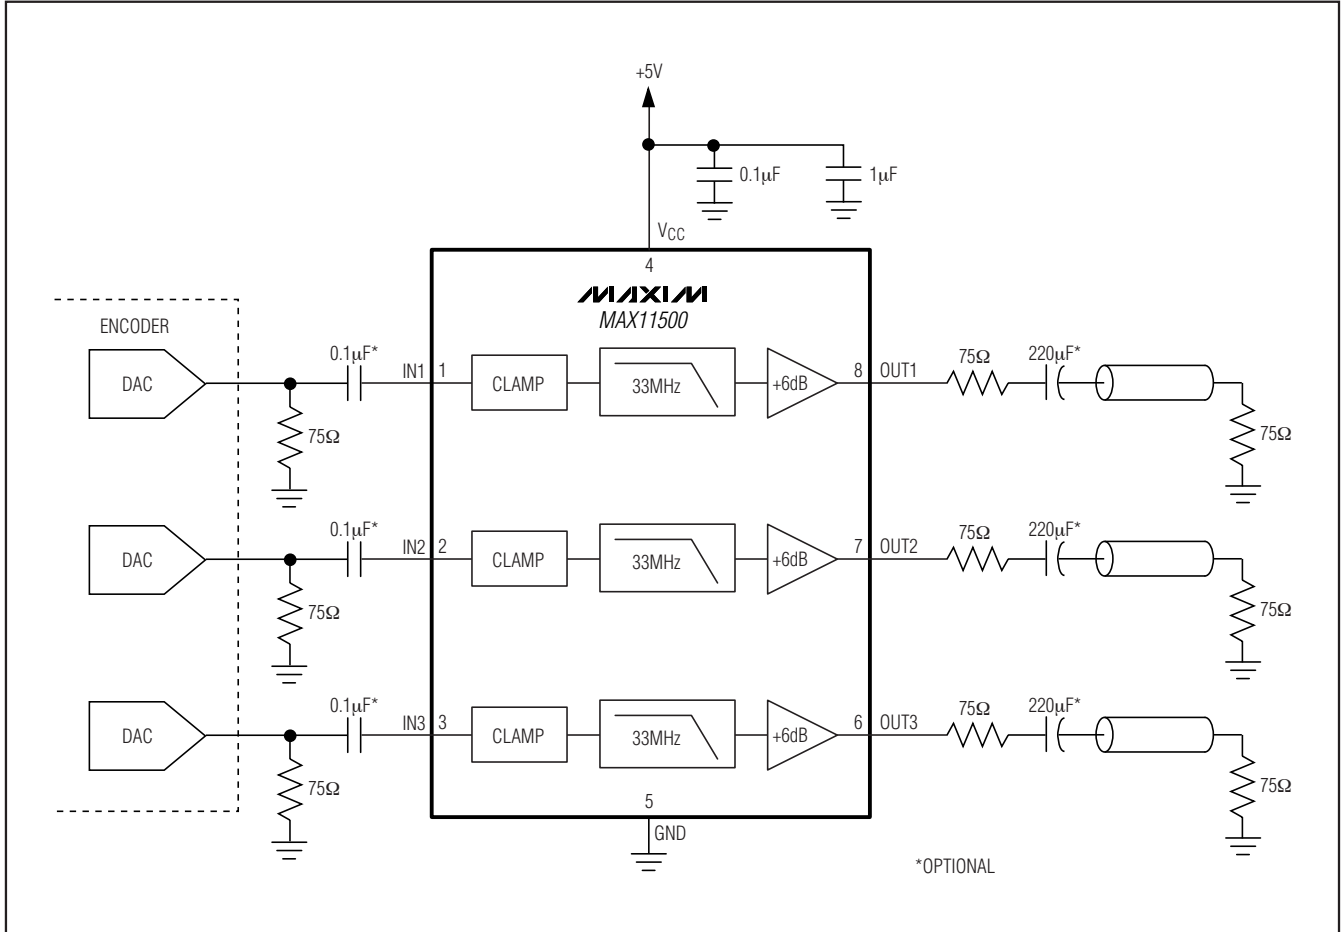 +5V
0.1µF
1µF
VCC
4
MAXIM
MAX11500
ENCODER
DAC
0.1µF*
IN1
1
CLAMP
33MHz
+6dB
8
OUT1
75Ω
220µF*
75Ω
75Ω
DAC
0.1µF*
IN2
2
CLAMP
33MHz
+6dB
7
OUT2
75Ω
220µF*
75Ω
75Ω
DAC
0.1µF*
IN3
3
CLAMP
33MHz
+6dB
6
OUT3
75Ω
220µF*
75Ω
75Ω
5
GND
*OPTIONAL